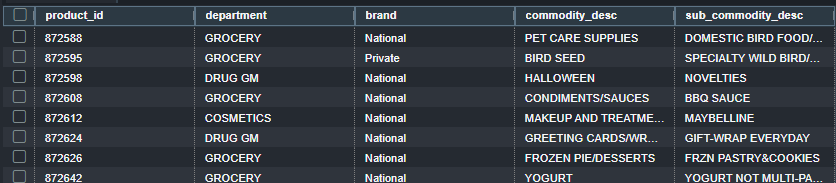 product_id department brand commodity_desc sub_commodity_desc
872588 GROCERY National PET CARE SUPPLIES DOMESTIC BIRD FOOD/...
872595 GROCERY Private BIRD SEED SPECIALTY WILD BIRD/...
872598 DRUG GM National HALLOWEEN NOVELTIES
872608 GROCERY National CONDIMENTS/SAUCES BBQ SAUCE
872612 COSMETICS National MAKEUP AND TREATME... MAYBELLINE
872624 DRUG GM National GREETING CARDS/WR... GIFT-WRAP EVERYDAY
872626 GROCERY National FROZEN PIE/DESSERTS FRZN PASTRY&COOKIES
872642 GROCERY National YOGURT YOGURT NOT MULTI-PA...